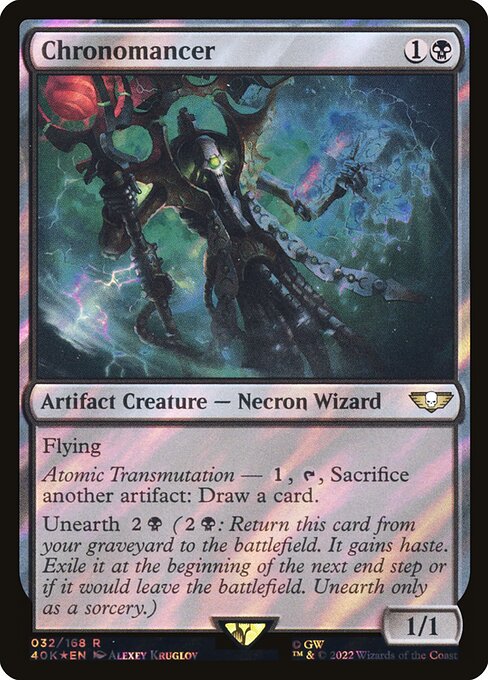 Chronomancer 1
Artifact Creature — Necron Wizard
Flying
Atomic Transmutation — 1, , Sacrifice
another artifact: Draw a card.
Unearth 2 (2: Return this card from
your graveyard to the battlefield. It gains haste.
Exile it at the beginning of the next end step or
if it would leave the battlefield. Unearth only
as a sorcery.)
1/1
032/168 R
40K★EN Alexey Kruglov
© GW
™ & © 2022 Wizards of the Coast